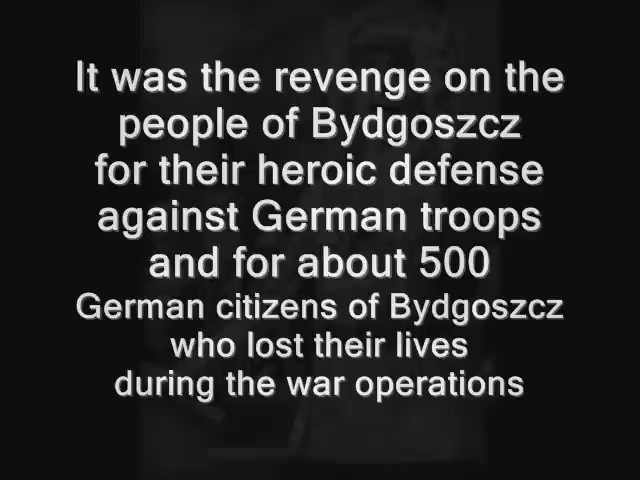 It was the revenge on the
people of Bydgoszcz
for their heroic defense
against German troops
and for about 500
German citizens of Bydgoszcz
who lost their lives
during the war operations